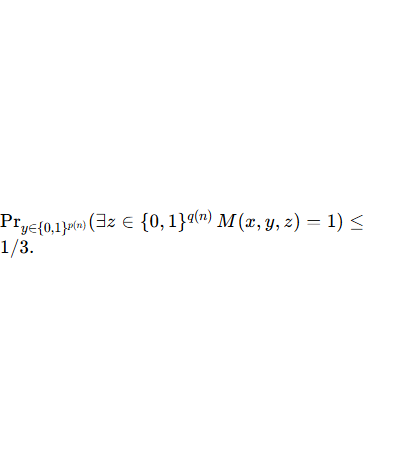 Pr_{y∈{0,1}^{p(n)}}(∃z ∈ {0,1}^{q(n)} M(x, y, z) = 1) ≤
1/3.